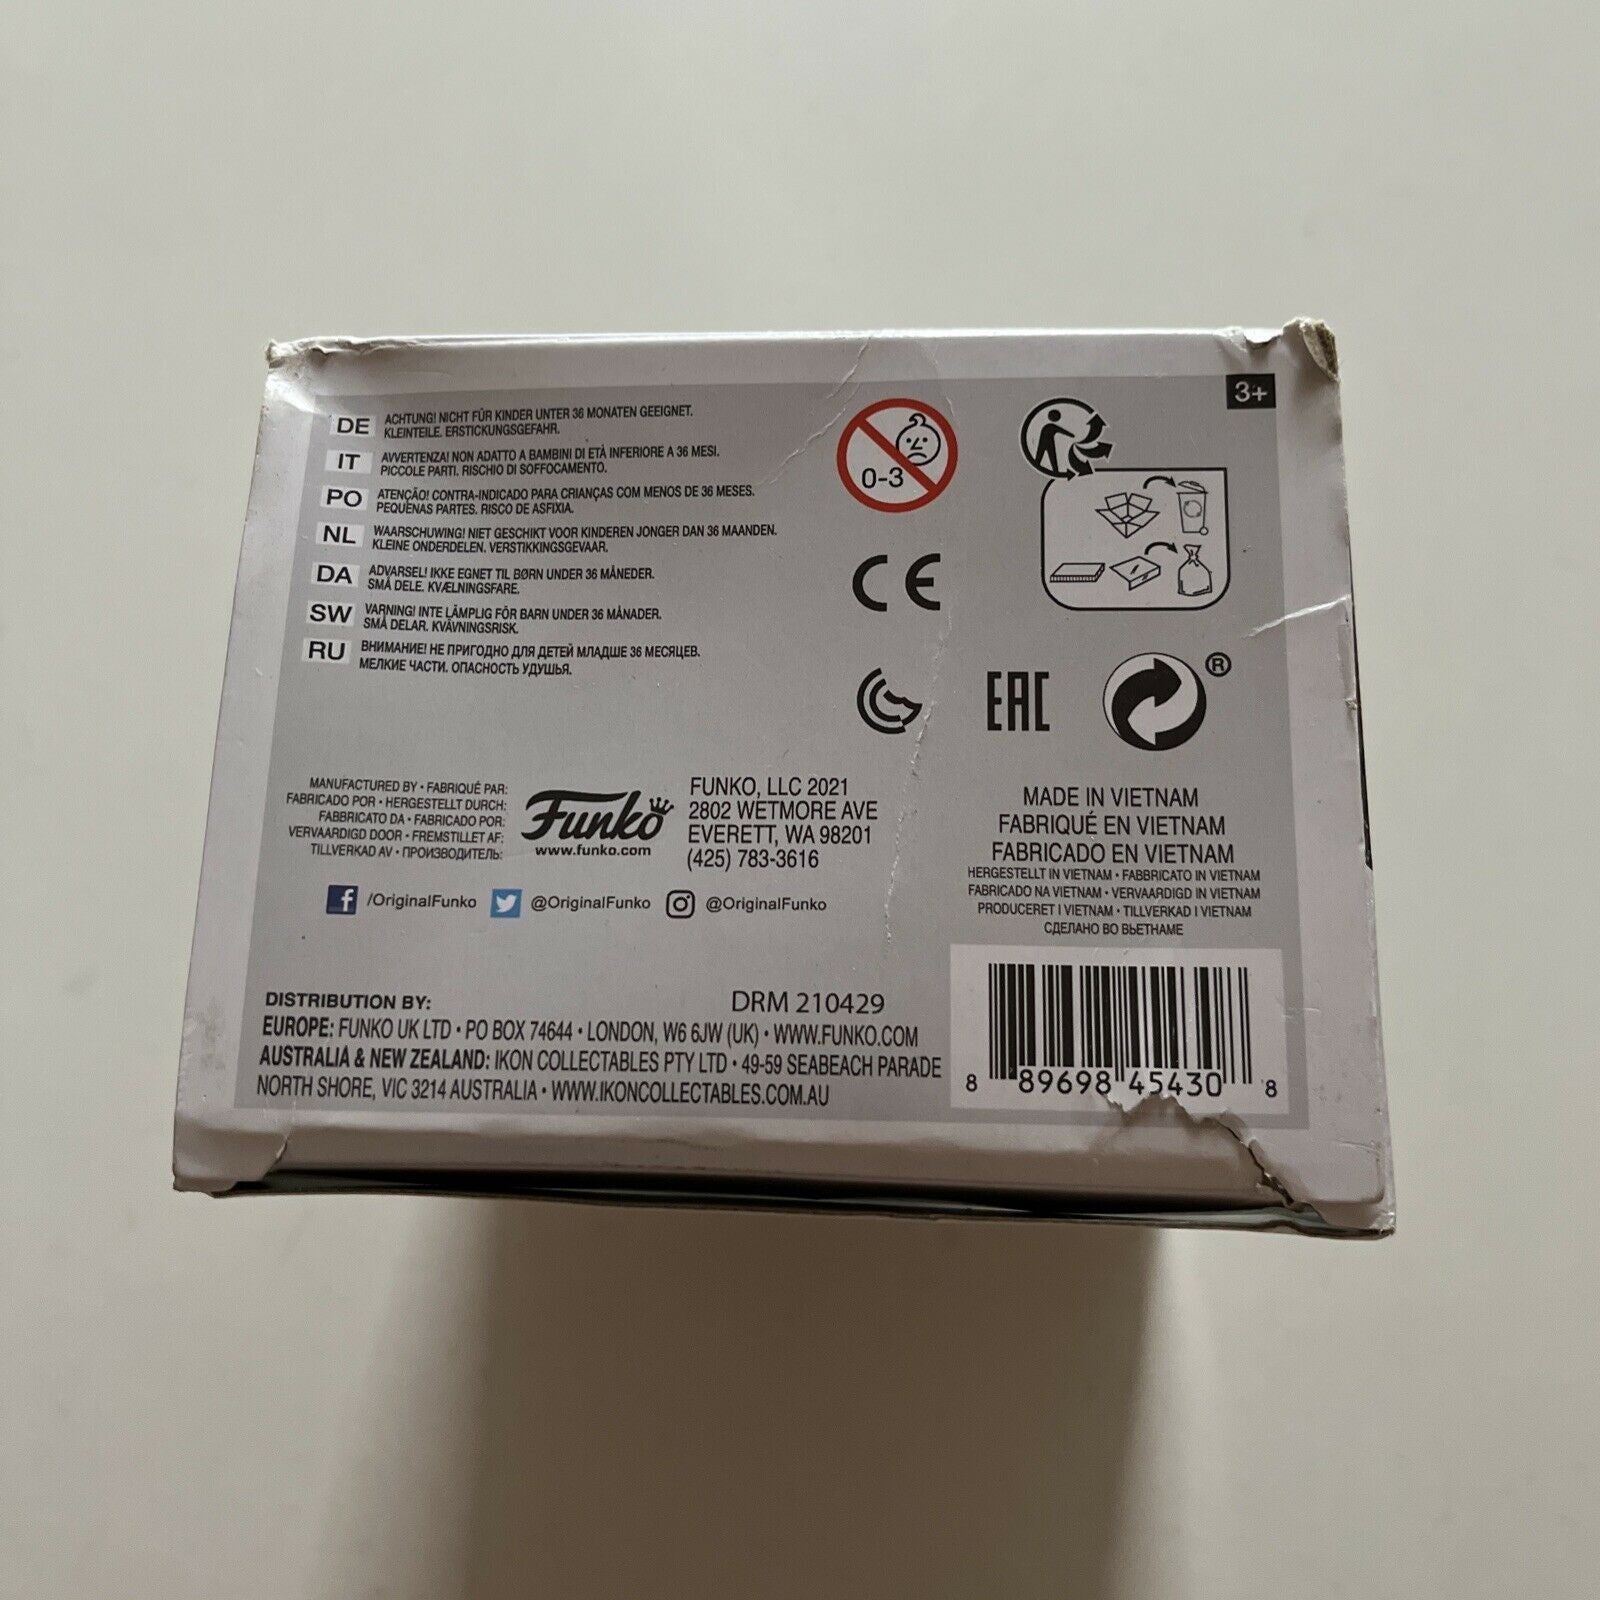 3+
DE ACHTUNG! NICHT FÜR KINDER UNTER 36 MONATEN GEEIGNET.
KLEINTEILE. ERSTICKUNGSGEFAHR.
IT AVVERTENZA! NON ADATTO A BAMBINI DI ETÀ INFERIORE A 36 MESI.
PICCOLE PARTI. RISCHIO DI SOFFOCAMENTO.
PO ATENÇÃO! CONTRA-INDICADO PARA CRIANÇAS COM MENOS DE 36 MESES.
PEQUENAS PARTES. RISCO DE ASFIXIA.
NL WAARSCHUWING! NIET GESCHIKT VOOR KINDEREN JONGER DAN 36 MAANDEN.
KLEINE ONDERDELEN. VERSTIKKINGSGEVAAR.
DA ADVARSEL! IKKE EGNET TIL BØRN UNDER 36 MÅNEDER.
SMÅ DELE. KVÆLNINGSFARE.
SW VARNING! INTE LÄMPLIG FÖR BARN UNDER 36 MÅNADER.
SMÅ DELAR. KVÄVNINGSRISK.
RU ВНИМАНИЕ! НЕ ПРИГОДНО ДЛЯ ДЕТЕЙ МЛАДШЕ 36 МЕСЯЦЕВ.
МЕЛКИЕ ЧАСТИ. ОПАСНОСТЬ УДУШЬЯ.
0-3
CE
EAC
®
MANUFACTURED BY • FABRIQUÉ PAR:
FABRICADO POR • HERGESTELLT DURCH:
FABBRICATO DA • FABRICADO POR:
VERVAARDIGD DOOR • FREMSTILLET AF:
TILLVERKAD AV • ПРОИЗВОДИТЕЛЬ:
Funko
www.funko.com
FUNKO, LLC 2021
2802 WETMORE AVE
EVERETT, WA 98201
(425) 783-3616
/OriginalFunko @OriginalFunko @OriginalFunko
MADE IN VIETNAM
FABRIQUÉ EN VIETNAM
FABRICADO EN VIETNAM
HERGESTELLT IN VIETNAM • FABBRICATO IN VIETNAM
FABRICADO NA VIETNAM • VERVAARDIGD IN VIETNAM
PRODUCERET I VIETNAM • TILLVERKAD I VIETNAM
СДЕЛАНО ВО ВЬЕТНАМЕ
DISTRIBUTION BY: DRM 210429
EUROPE: FUNKO UK LTD • PO BOX 74644 • LONDON, W6 6JW (UK) • WWW.FUNKO.COM
AUSTRALIA & NEW ZEALAND: IKON COLLECTABLES PTY LTD • 49-59 SEABEACH PARADE
NORTH SHORE, VIC 3214 AUSTRALIA • WWW.IKONCOLLECTABLES.COM.AU
8 89698 45430 8